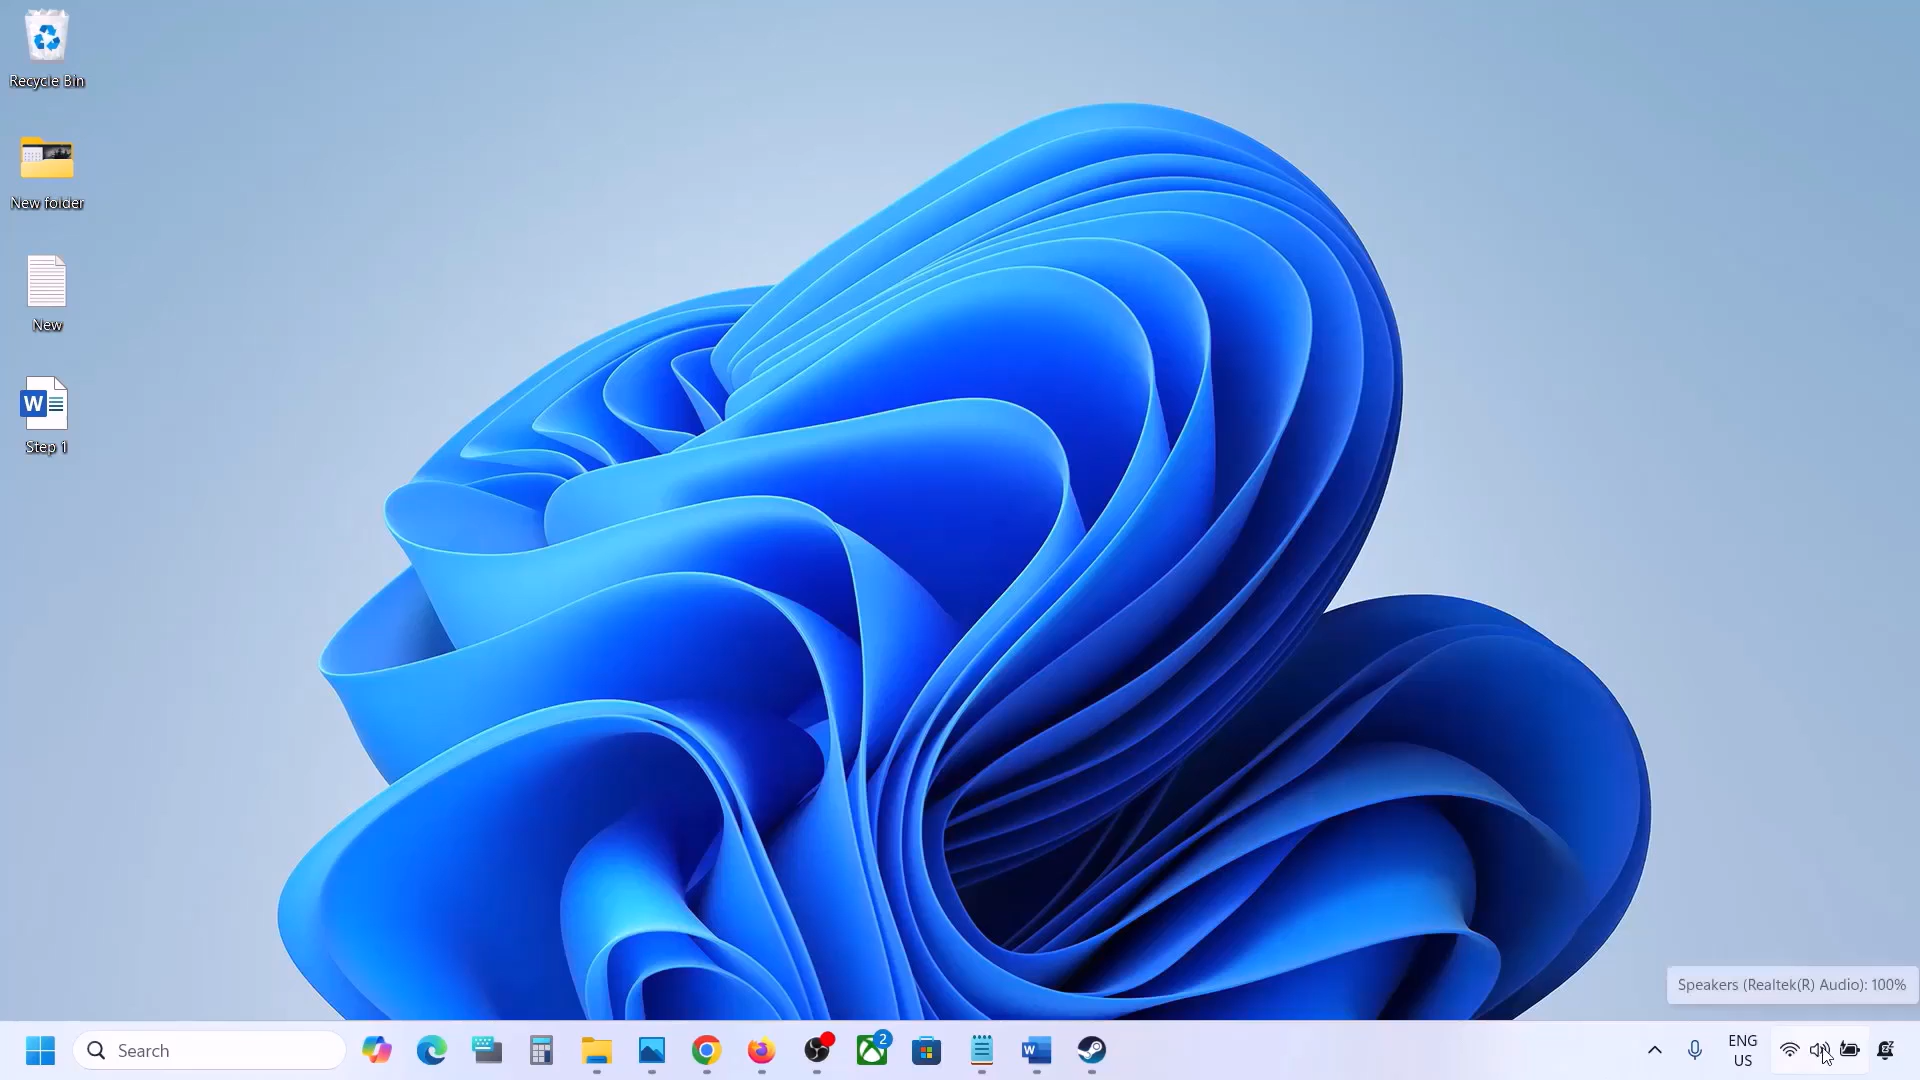 Recycle Bin
New folder
New
W
Step 1
Speakers (Realtek(R) Audio): 100%
Search
2
W
ENG
US